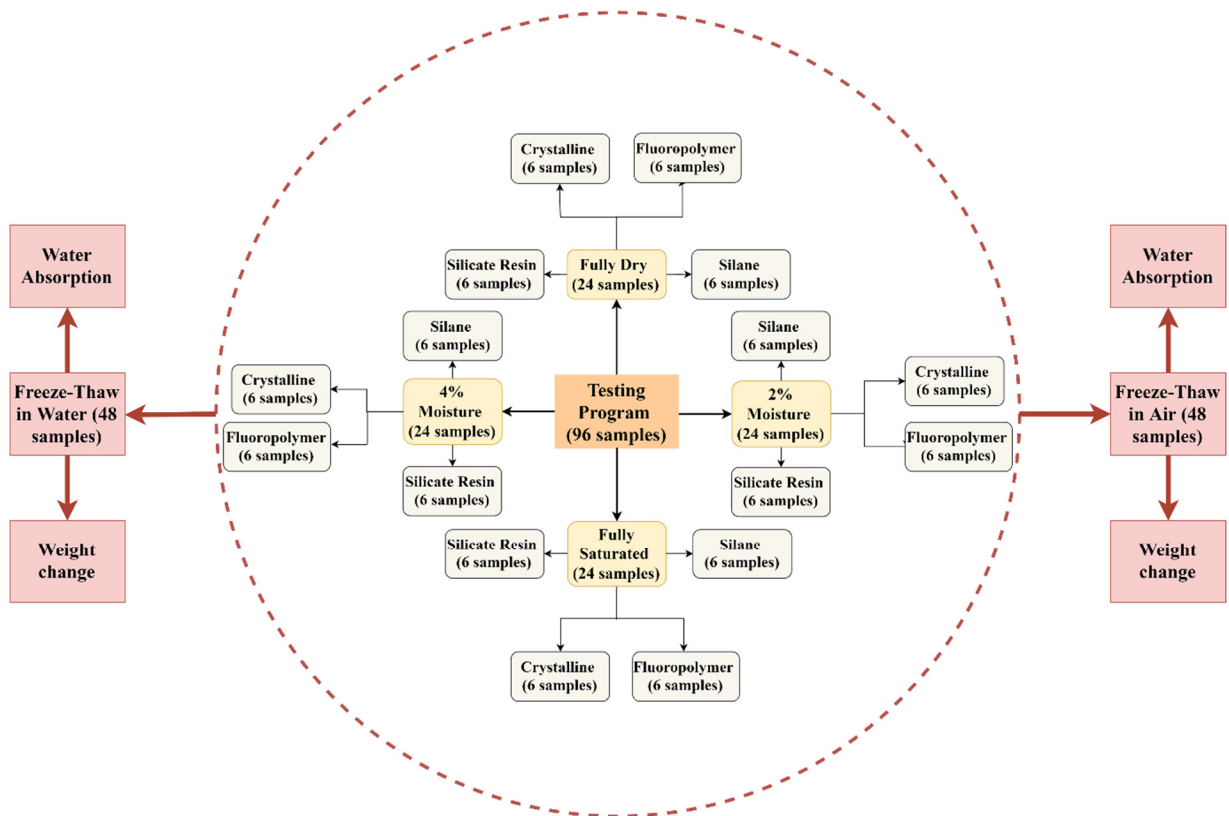 Crystalline
(6 samples)
Fluoropolymer
(6 samples)
Silicate Resin
(6 samples)
Fully Dry
(24 samples)
Silane
(6 samples)
Water
Absorption
Freeze-Thaw
in Water (48
samples)
Weight
change
Silane
(6 samples)
Crystalline
(6 samples)
Fluoropolymer
(6 samples)
4%
Moisture
(24 samples)
Silicate Resin
(6 samples)
Testing
Program
(96 samples)
Silane
(6 samples)
2%
Moisture
(24 samples)
Silicate Resin
(6 samples)
Crystalline
(6 samples)
Fluoropolymer
(6 samples)
Water
Absorption
Freeze-Thaw
in Air (48
samples)
Weight
change
Silicate Resin
(6 samples)
Fully
Saturated
(24 samples)
Silane
(6 samples)
Crystalline
(6 samples)
Fluoropolymer
(6 samples)